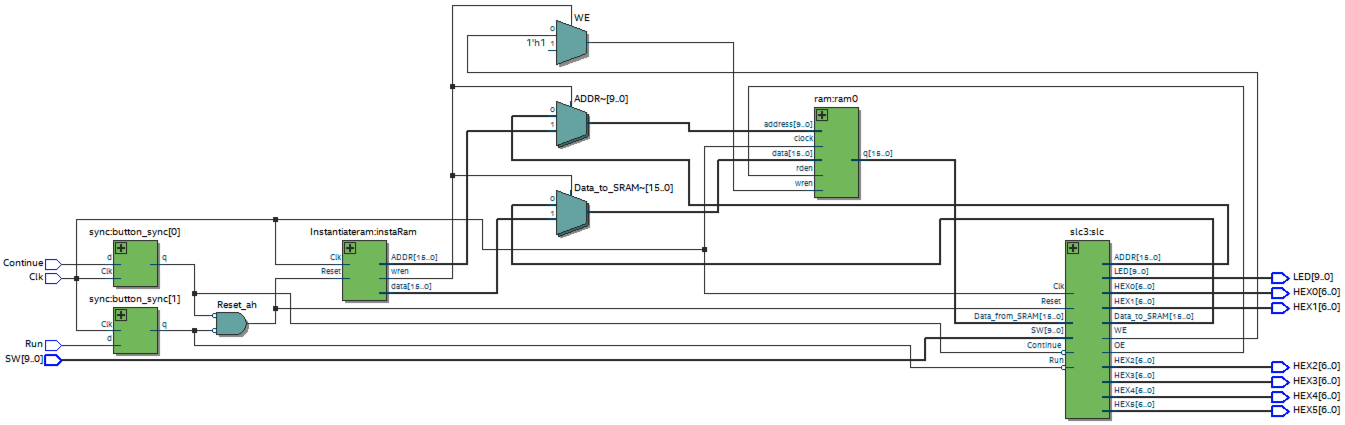 WE
0
1'h1 1
ADDR~[9..0]
0
1
ram:ram0
address[9..0]
clock
data[15..0]
q[15..0]
rden
wren
Data_to_SRAM~[15..0]
0
1
sync:button_sync[0]
Continue
d
q
Clk
Clk
sync:button_sync[1]
Clk
q
d
Run
SW[9..0]
Reset_ah
Instantiateram:instaRam
Clk
ADDR[15..0]
Reset
wren
data[15..0]
slc3:slc
ADDR[15..0]
LED[9..0]
Clk
HEX0[6..0]
Reset
HEX1[6..0]
Data_from_SRAM[15..0]
Data_to_SRAM[15..0]
SW[9..0]
WE
Continue
OE
Run
HEX2[6..0]
HEX3[6..0]
HEX4[6..0]
HEX5[6..0]
LED[9..0]
HEX0[6..0]
HEX1[6..0]
HEX2[6..0]
HEX3[6..0]
HEX4[6..0]
HEX5[6..0]